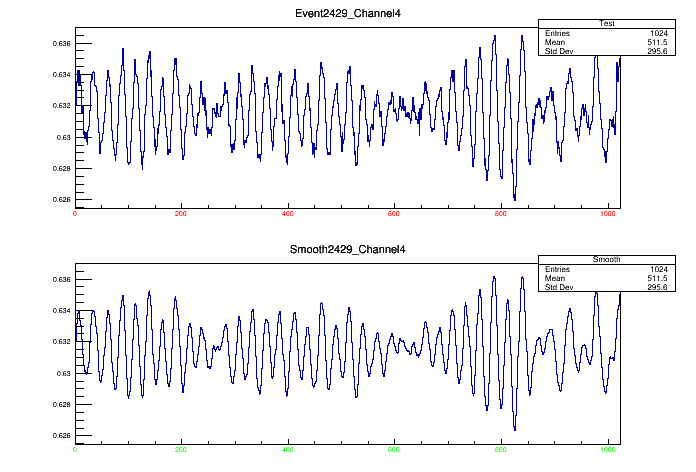 Event2429_Channel4
Test
Entries 1024
Mean 511.5
Std Dev 295.6
0.636
0.634
0.632
0.63
0.628
0.626
0 200 400 600 800 1000
Smooth2429_Channel4
Smooth
Entries 1024
Mean 511.5
Std Dev 295.6
0.636
0.634
0.632
0.63
0.628
0.626
0 200 400 600 800 1000